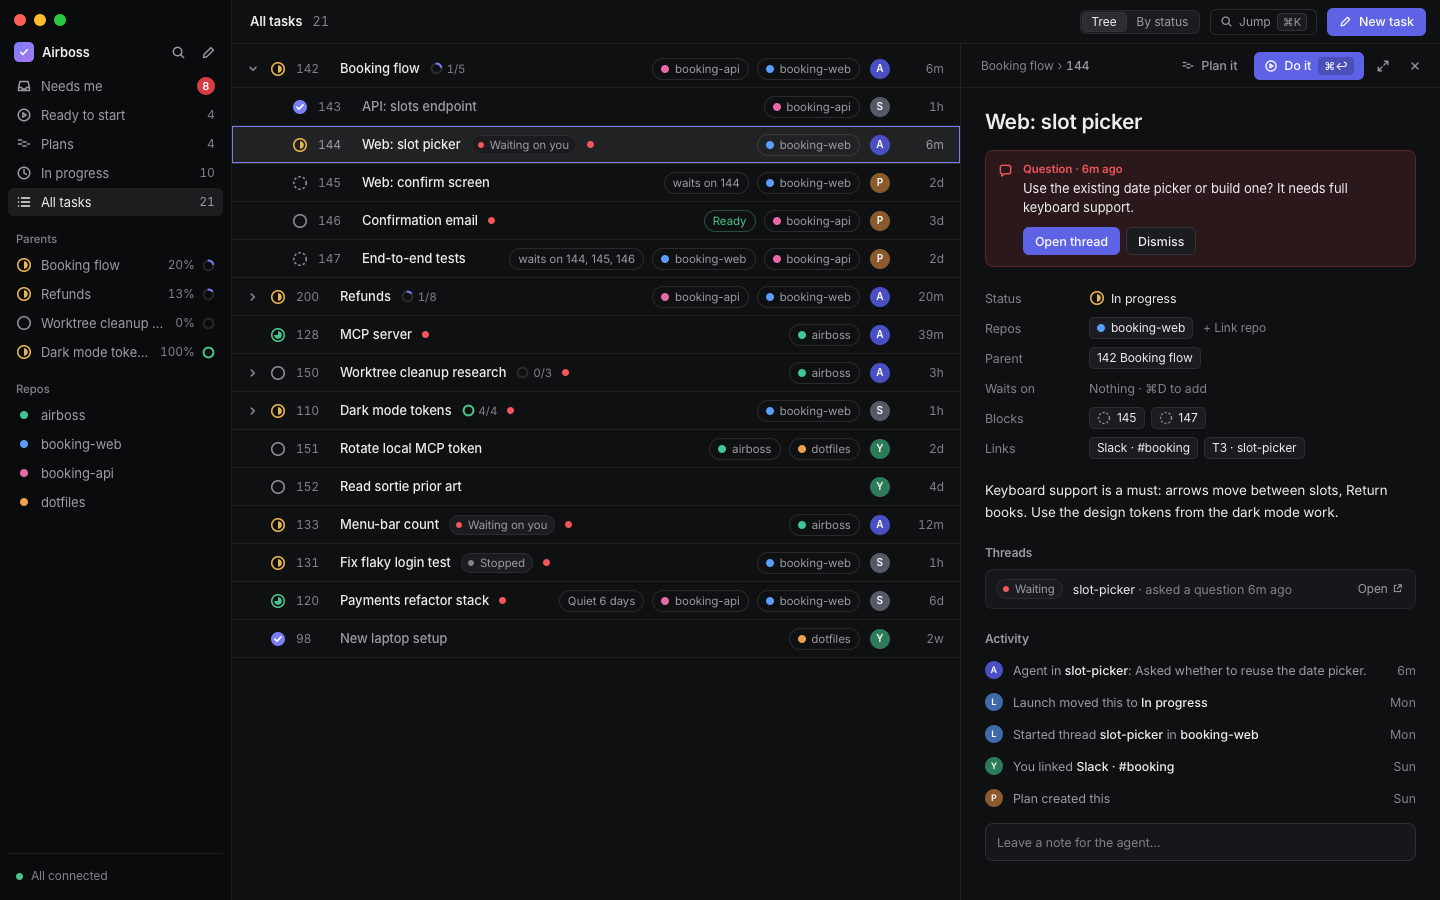 Airboss
Needs me 8
Ready to start 4
Plans 4
In progress 10
All tasks 21
Parents
Booking flow 20%
Refunds 13%
Worktree cleanup ... 0%
Dark mode toke... 100%
Repos
airboss
booking-web
booking-api
dotfiles
All connected
All tasks 21
Tree By status
Jump ⌘K
New task
142 Booking flow 1/5 booking-api booking-web A 6m
143 API: slots endpoint booking-api S 1h
144 Web: slot picker Waiting on you booking-web A 6m
145 Web: confirm screen waits on 144 booking-web P 2d
146 Confirmation email Ready booking-api P 3d
147 End-to-end tests waits on 144, 145, 146 booking-web booking-api P 2d
200 Refunds 1/8 booking-api booking-web A 20m
128 MCP server airboss A 39m
150 Worktree cleanup research 0/3 airboss A 3h
110 Dark mode tokens 4/4 booking-web S 1h
151 Rotate local MCP token airboss dotfiles Y 2d
152 Read sortie prior art Y 4d
133 Menu-bar count Waiting on you airboss A 12m
131 Fix flaky login test Stopped booking-web S 1h
120 Payments refactor stack Quiet 6 days booking-api booking-web S 6d
98 New laptop setup dotfiles Y 2w
Booking flow › 144
Plan it
Do it ⌘↩
Web: slot picker
Question · 6m ago
Use the existing date picker or build one? It needs full
keyboard support.
Open thread Dismiss
Status In progress
Repos booking-web + Link repo
Parent 142 Booking flow
Waits on Nothing · ⌘D to add
Blocks 145 147
Links Slack · #booking T3 · slot-picker
Keyboard support is a must: arrows move between slots, Return
books. Use the design tokens from the dark mode work.
Threads
Waiting slot-picker · asked a question 6m ago Open
Activity
A Agent in slot-picker: Asked whether to reuse the date picker. 6m
L Launch moved this to In progress Mon
L Started thread slot-picker in booking-web Mon
Y You linked Slack · #booking Sun
P Plan created this Sun
Leave a note for the agent...